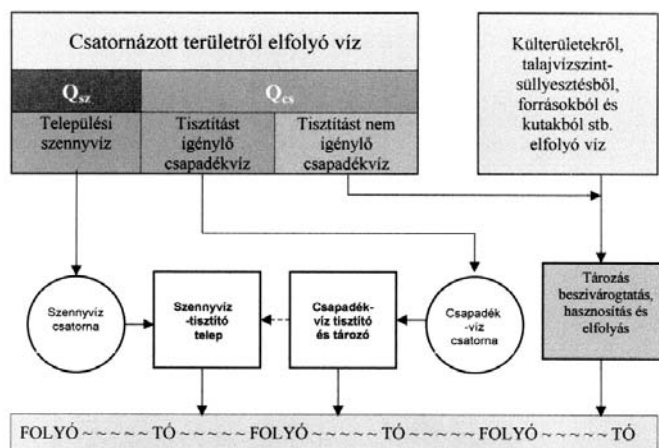 Csatornázott területről elfolyó víz
Qsz
Qcs
Települési
szennyvíz
Tisztítást
igénylő
csapadékvíz
Tisztítást nem
igénylő
csapadékvíz
Külterületekről,
talajvízszint-
süllyesztésből,
forrásokból és
kutakból stb.
elfolyó víz
Szennyvíz
csatorna
Szennyvíz
-tisztító
telep
Csapadék-
víz tisztító
és tározó
Csapadék
-víz
csatorna
Tározás
beszivárogtatás,
hasznosítás és
elfolyás
FOLYÓ ~ ~ ~ ~ ~ TÓ ~ ~ ~ ~ ~ FOLYÓ ~ ~ ~ ~ ~ TÓ ~ ~ ~ ~ ~ FOLYÓ ~ ~ ~ ~ ~ TÓ